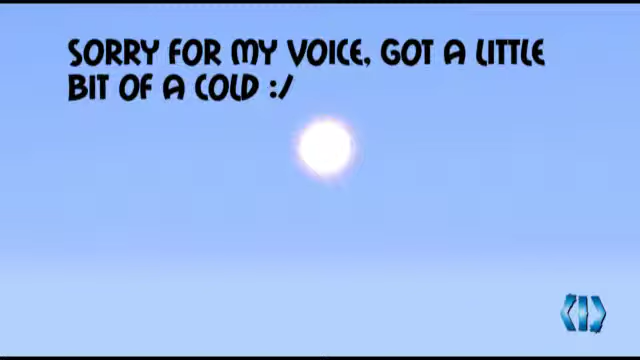 SORRY FOR MY VOICE, GOT A LITTLE
BIT OF A COLD :/